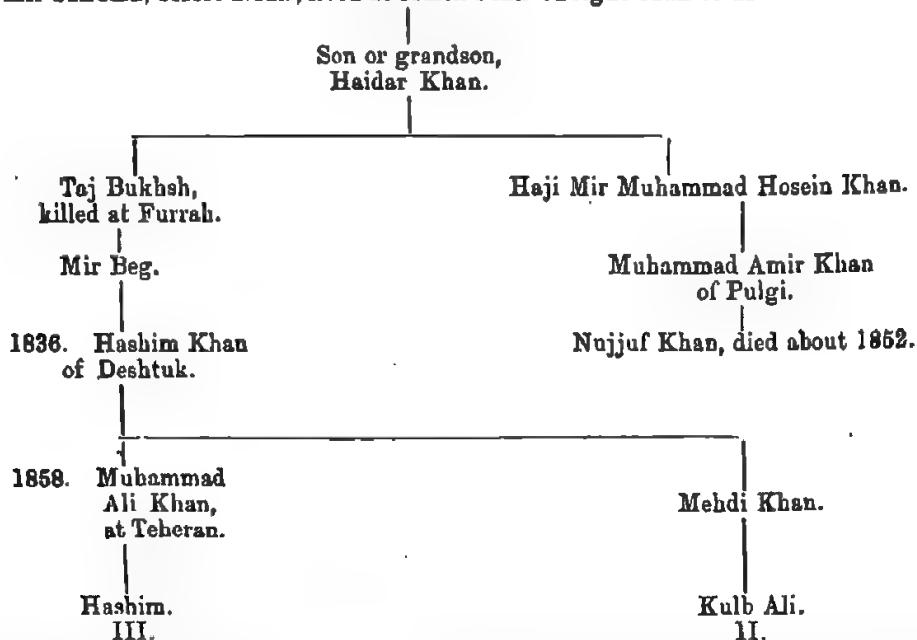 Son or grandson,
Haidar Khan.
Taj Bukhsh,
killed at Furrah.
Haji Mir Muhammad Hosein Khan.
Mir Beg.
Muhammad Amir Khan
of Pulgi.
1836. Hashim Khan
of Deshtuk.
Nujjuf Khan, died about 1852.
1858. Muhammad
Ali Khan,
at Teheran.
Mehdi Khan.
Hashim.
III.
Kulb Ali.
II.